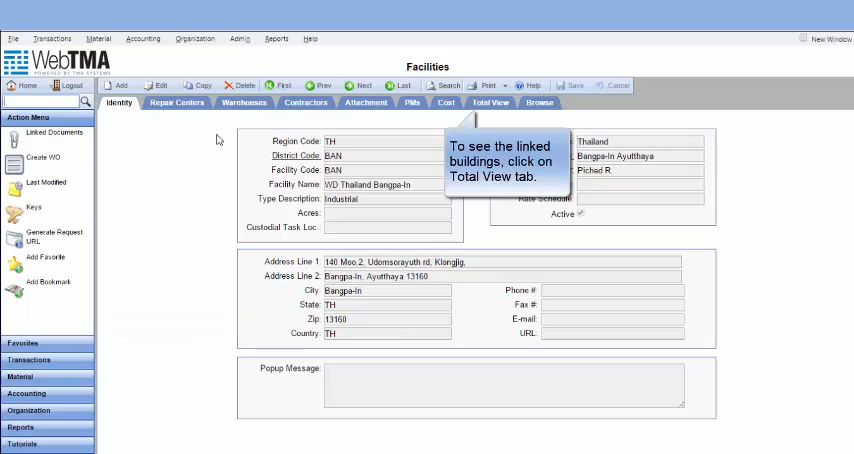 File Transactions Material Accounting Organization Admin Reports Help New Window
WebTMA
POWERED BY TMA SYSTEMS
Facilities
Home Logout Add Edit Copy Delete First Prev Next Last Search Print Help Save Cancel
Identity Repair Centers Warehouses Contractors Attachment PMs Cost Total View Browse
Action Menu
Linked Documents
Create WO
Last Modified
Keys
Generate Request
URL
Add Favorite
Add Bookmark
Favorites
Transactions
Material
Accounting
Organization
Reports
Tutorials
Region Code: TH
District Code: BAN
Facility Code: BAN
Facility Name: WD Thailand Bangpa-In
Type Description: Industrial
Acres:
Custodial Task Loc...
To see the linked
buildings, click on
Total View tab.
Thailand
Bangpa-In Ayutthaya
Piched R.
Rate Schedule:
Active
Address Line 1: 140 Moo.2, Udomsorayuth rd, Klongjig,
Address Line 2: Bangpa-In, Ayutthaya 13160
City: Bangpa-In
State: TH
Zip: 13160
Country: TH
Phone #:
Fax #:
E-mail:
URL:
Popup Message: